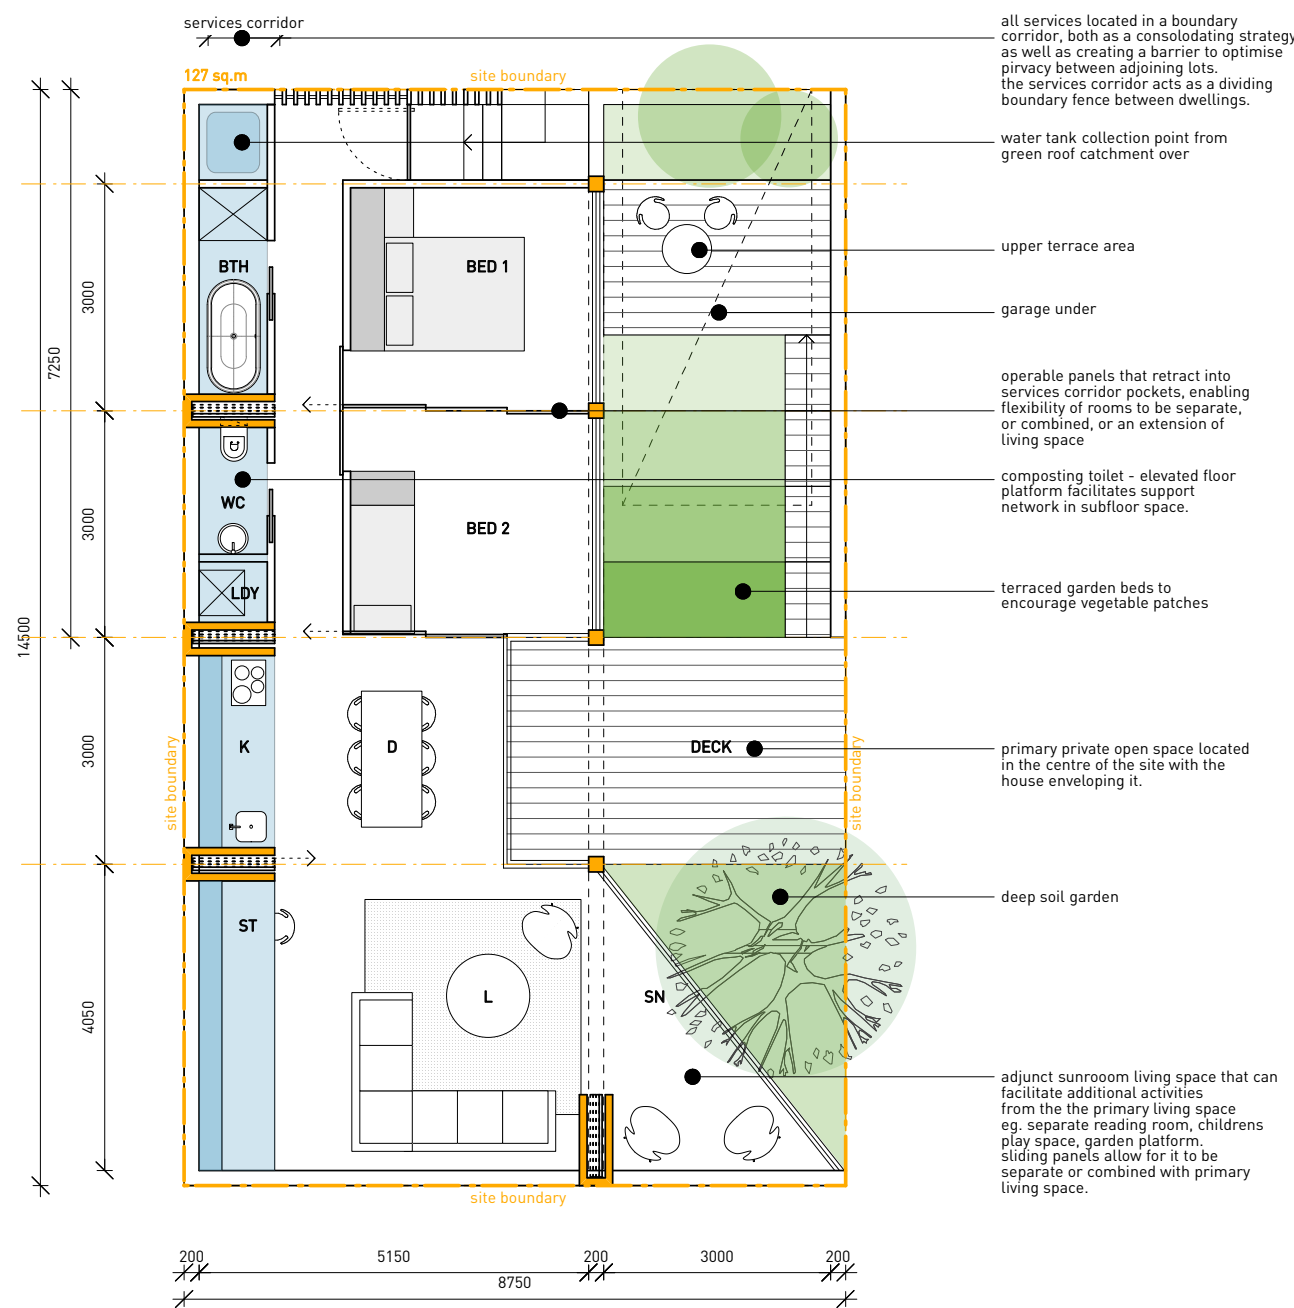 services corridor
127 sq.m
site boundary
all services located in a boundary
corridor, both as a consolodating strategy
as well as creating a barrier to optimise
pirvacy between adjoining lots.
the services corridor acts as a dividing
boundary fence between dwellings.
water tank collection point from
green roof catchment over
upper terrace area
garage under
operable panels that retract into
services corridor pockets, enabling
flexibility of rooms to be separate,
or combined, or an extension of
living space
composting toilet - elevated floor
platform facilitates support
network in subfloor space.
terraced garden beds to
encourage vegetable patches
primary private open space located
in the centre of the site with the
house enveloping it.
deep soil garden
adjunct sunrooom living space that can
facilitate additional activities
from the the primary living space
eg. separate reading room, childrens
play space, garden platform.
sliding panels allow for it to be
separate or combined with primary
living space.
BTH
BED 1
WC
BED 2
LDY
K
D
DECK
ST
L
SN
site boundary
site boundary
site boundary
14500
7250
3000
3000
3000
4050
200
5150
200
3000
200
8750